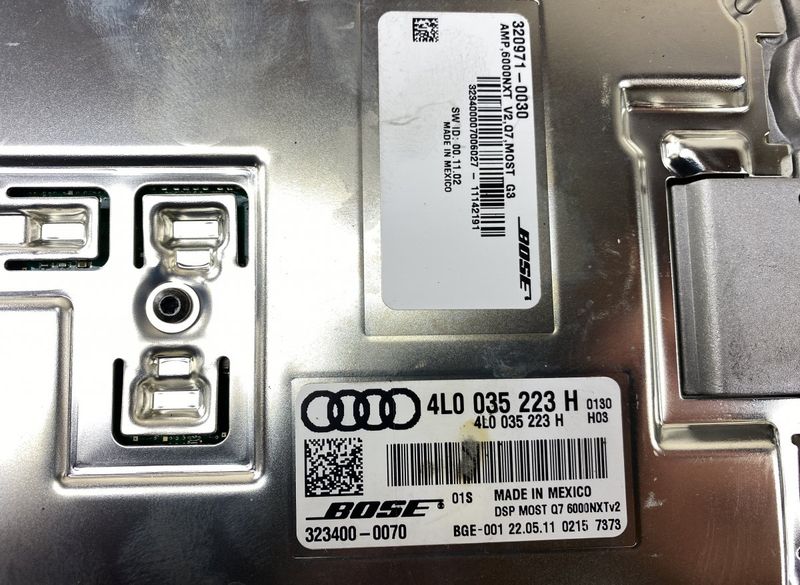 320971-0030
AMP,6000NXT V2,Q7,MOST G3
323400007006027 - 11142191
SW ID: 00.11.02
MADE IN MEXICO
BOSE
4L0 035 223 H 0130
4L0 035 223 H H03
01S MADE IN MEXICO
BOSE DSP MOST Q7 6000NXTv2
323400-0070 BGE-001 22.05.11 0215 7373